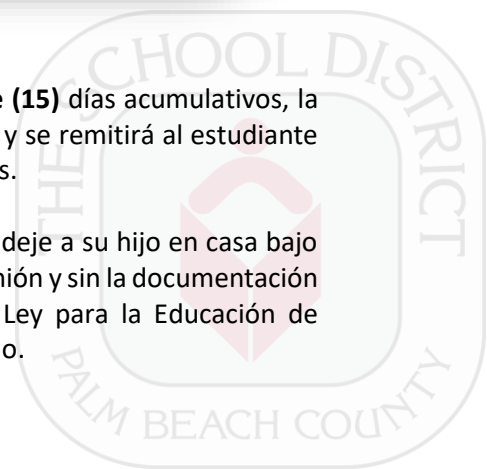 e (15) días acumulativos, la
y se remitirá al estudiante
s.
deje a su hijo en casa bajo
nión y sin la documentación
Ley para la Educación de
o.
THE SCHOOL DISTRICT
PALM BEACH COUNTY